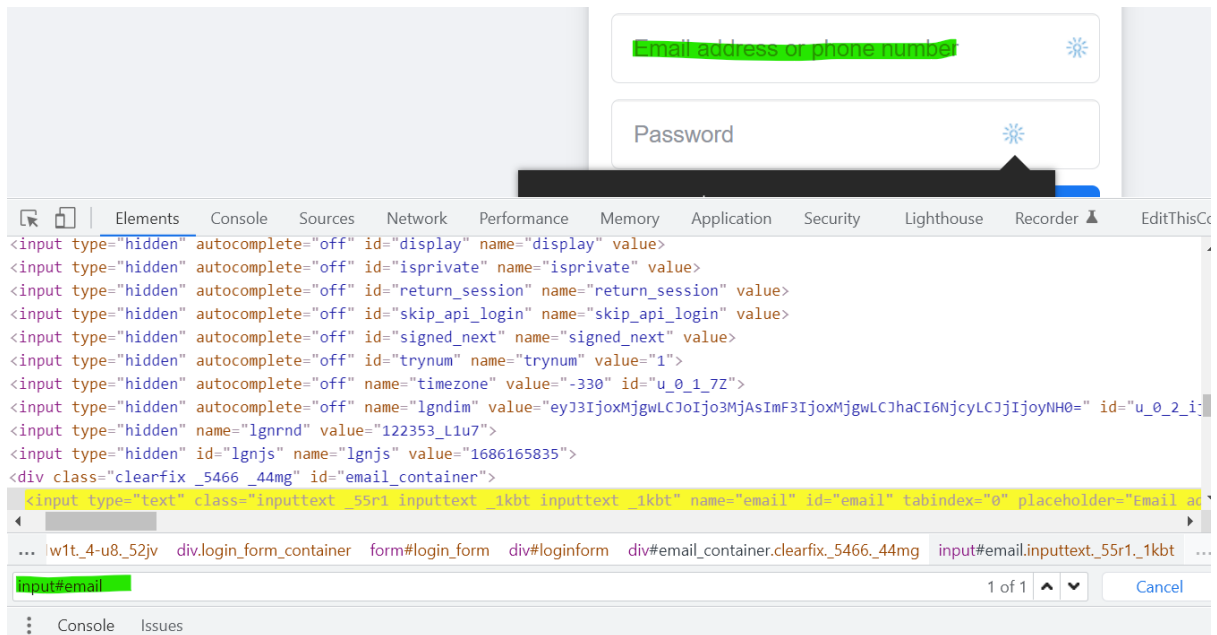 Email address or phone number
Password
Elements Console Sources Network Performance Memory Application Security Lighthouse Recorder EditThisCo
<input type="hidden" autocomplete="off" id="display" name="display" value>
<input type="hidden" autocomplete="off" id="isprivate" name="isprivate" value>
<input type="hidden" autocomplete="off" id="return_session" name="return_session" value>
<input type="hidden" autocomplete="off" id="skip_api_login" name="skip_api_login" value>
<input type="hidden" autocomplete="off" id="signed_next" name="signed_next" value>
<input type="hidden" autocomplete="off" id="trynum" name="trynum" value="1">
<input type="hidden" autocomplete="off" name="timezone" value="-330" id="u_0_1_7Z">
<input type="hidden" autocomplete="off" name="lgndim" value="eyJ3IjoxMjgwLCJoIjo3MjAsImF3IjoxMjgwLCJhaCI6NjcyLCJjIjoyNH0=" id="u_0_2_ij
<input type="hidden" name="lgnrnd" value="122353_L1u7">
<input type="hidden" id="lgnjs" name="lgnjs" value="1686165835">
<div class="clearfix _5466 _44mg" id="email_container">
<input type="text" class="inputtext _55r1 inputtext _1kbt inputtext _1kbt" name="email" id="email" tabindex="0" placeholder="Email ad
... w1t._4-u8._52jv div.login_form_container form#login_form div#loginform div#email_container.clearfix._5466._44mg input#email.inputtext._55r1._1kbt ...
input#email 1 of 1 Cancel
Console Issues